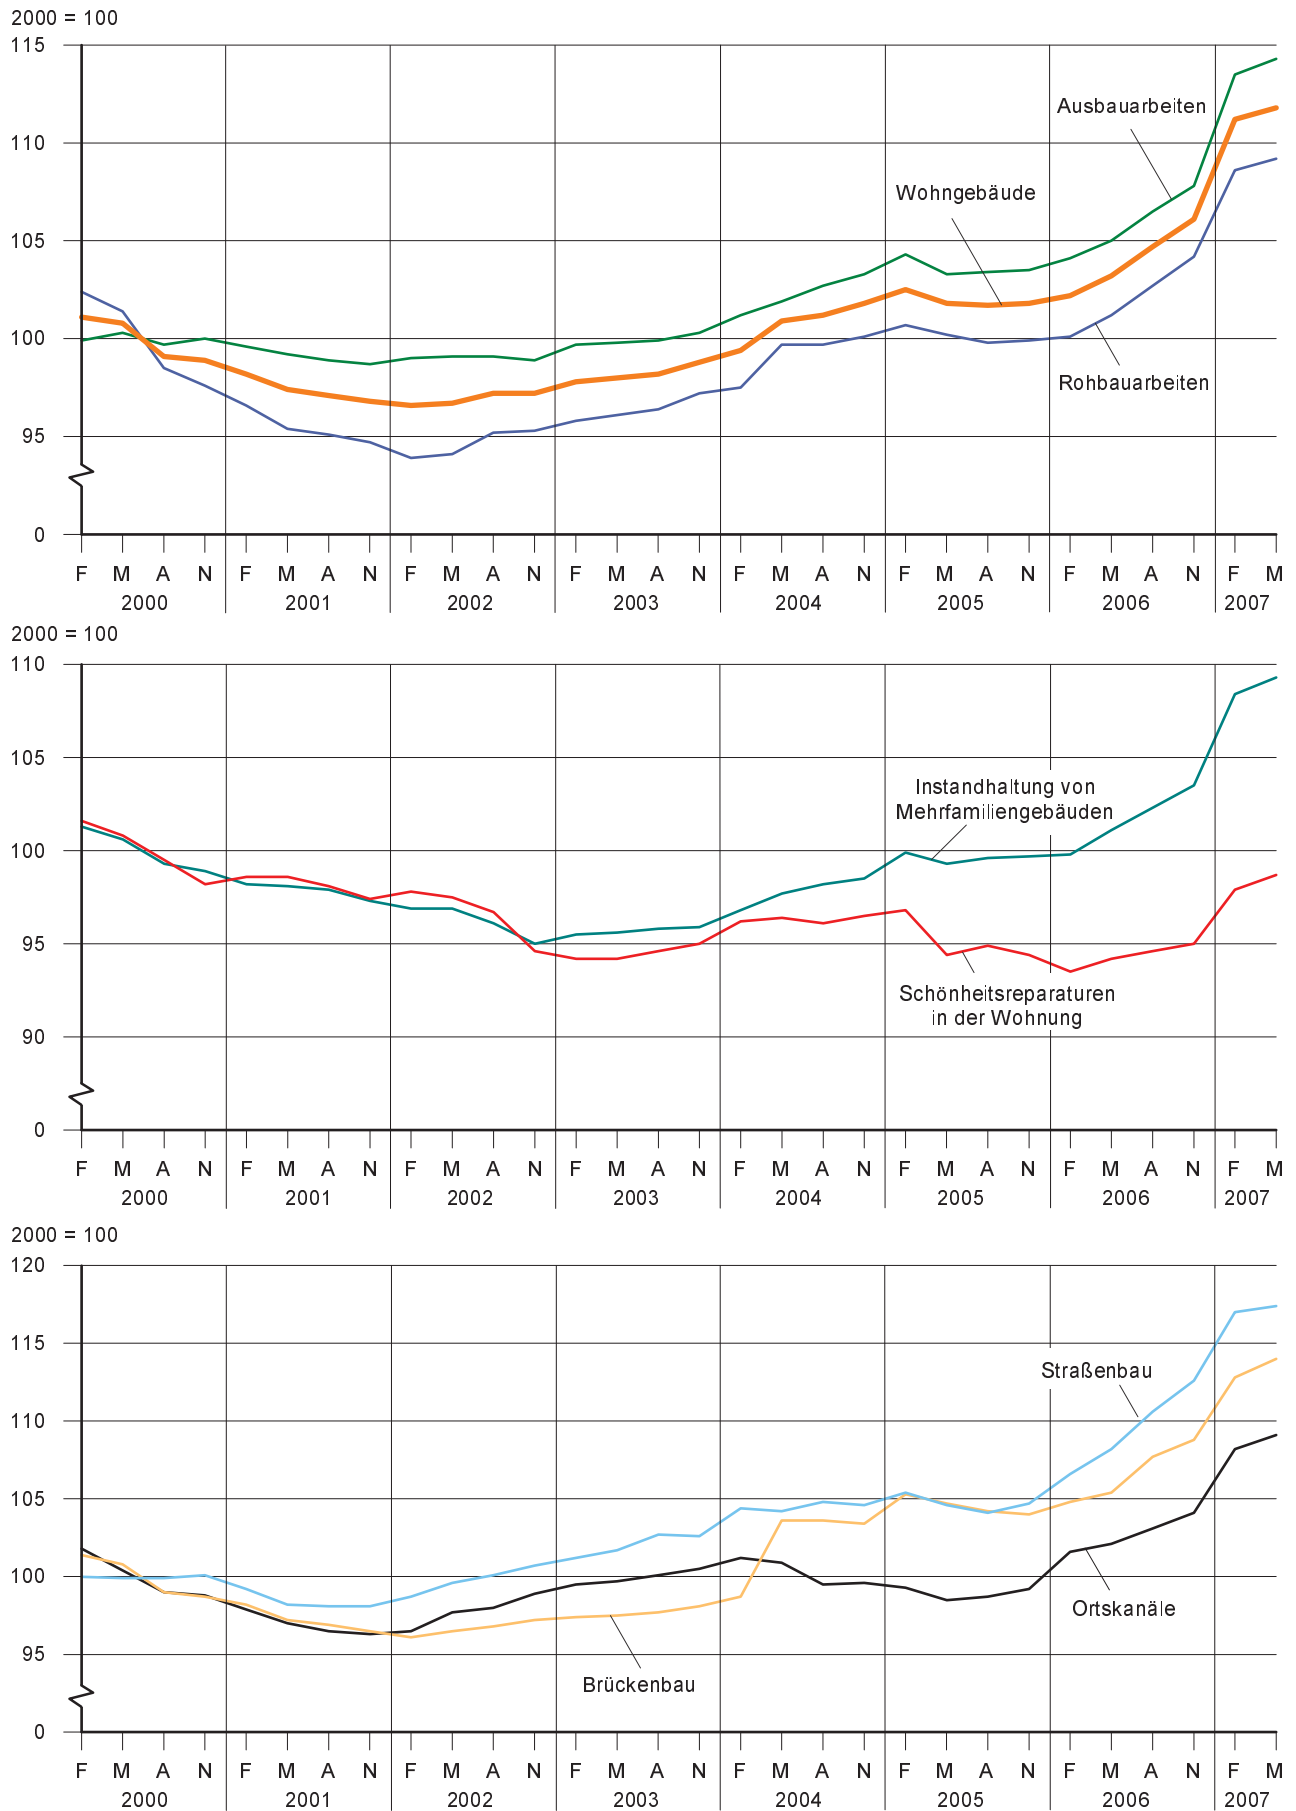 2000 = 100
115
Ausbauarbeiten
110
Wohngebäude
105
100
Rohbauarbeiten
95
0
F M A N F M A N F M A N F M A N F M A N F M A N F M A N F M
2000 2001 2002 2003 2004 2005 2006 2007
2000 = 100
110
105
Instandhaltung von
Mehrfamiliengebäuden
100
95
Schönheitsreparaturen
in der Wohnung
90
0
F M A N F M A N F M A N F M A N F M A N F M A N F M A N F M
2000 2001 2002 2003 2004 2005 2006 2007
2000 = 100
120
115
Straßenbau
110
105
100
Ortskanäle
95
Brückenbau
0
F M A N F M A N F M A N F M A N F M A N F M A N F M A N F M
2000 2001 2002 2003 2004 2005 2006 2007